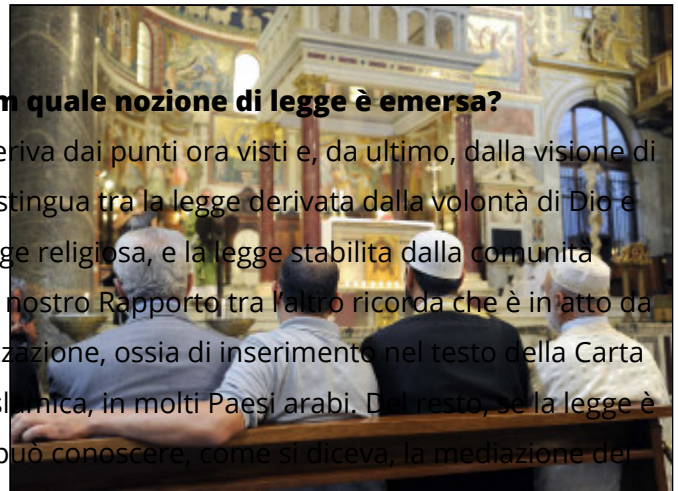 m quale nozione di legge è emersa?
eriva dai punti ora visti e, da ultimo, dalla visione di
stingua tra la legge derivata dalla volontà di Dio e
ge religiosa, e la legge stabilita dalla comunità
nostro Rapporto tra l'altro ricorda che è in atto da
zazione, ossia di inserimento nel testo della Carta
slamica, in molti Paesi arabi. Del resto, se la legge è
può conoscere, come si diceva, la mediazione del